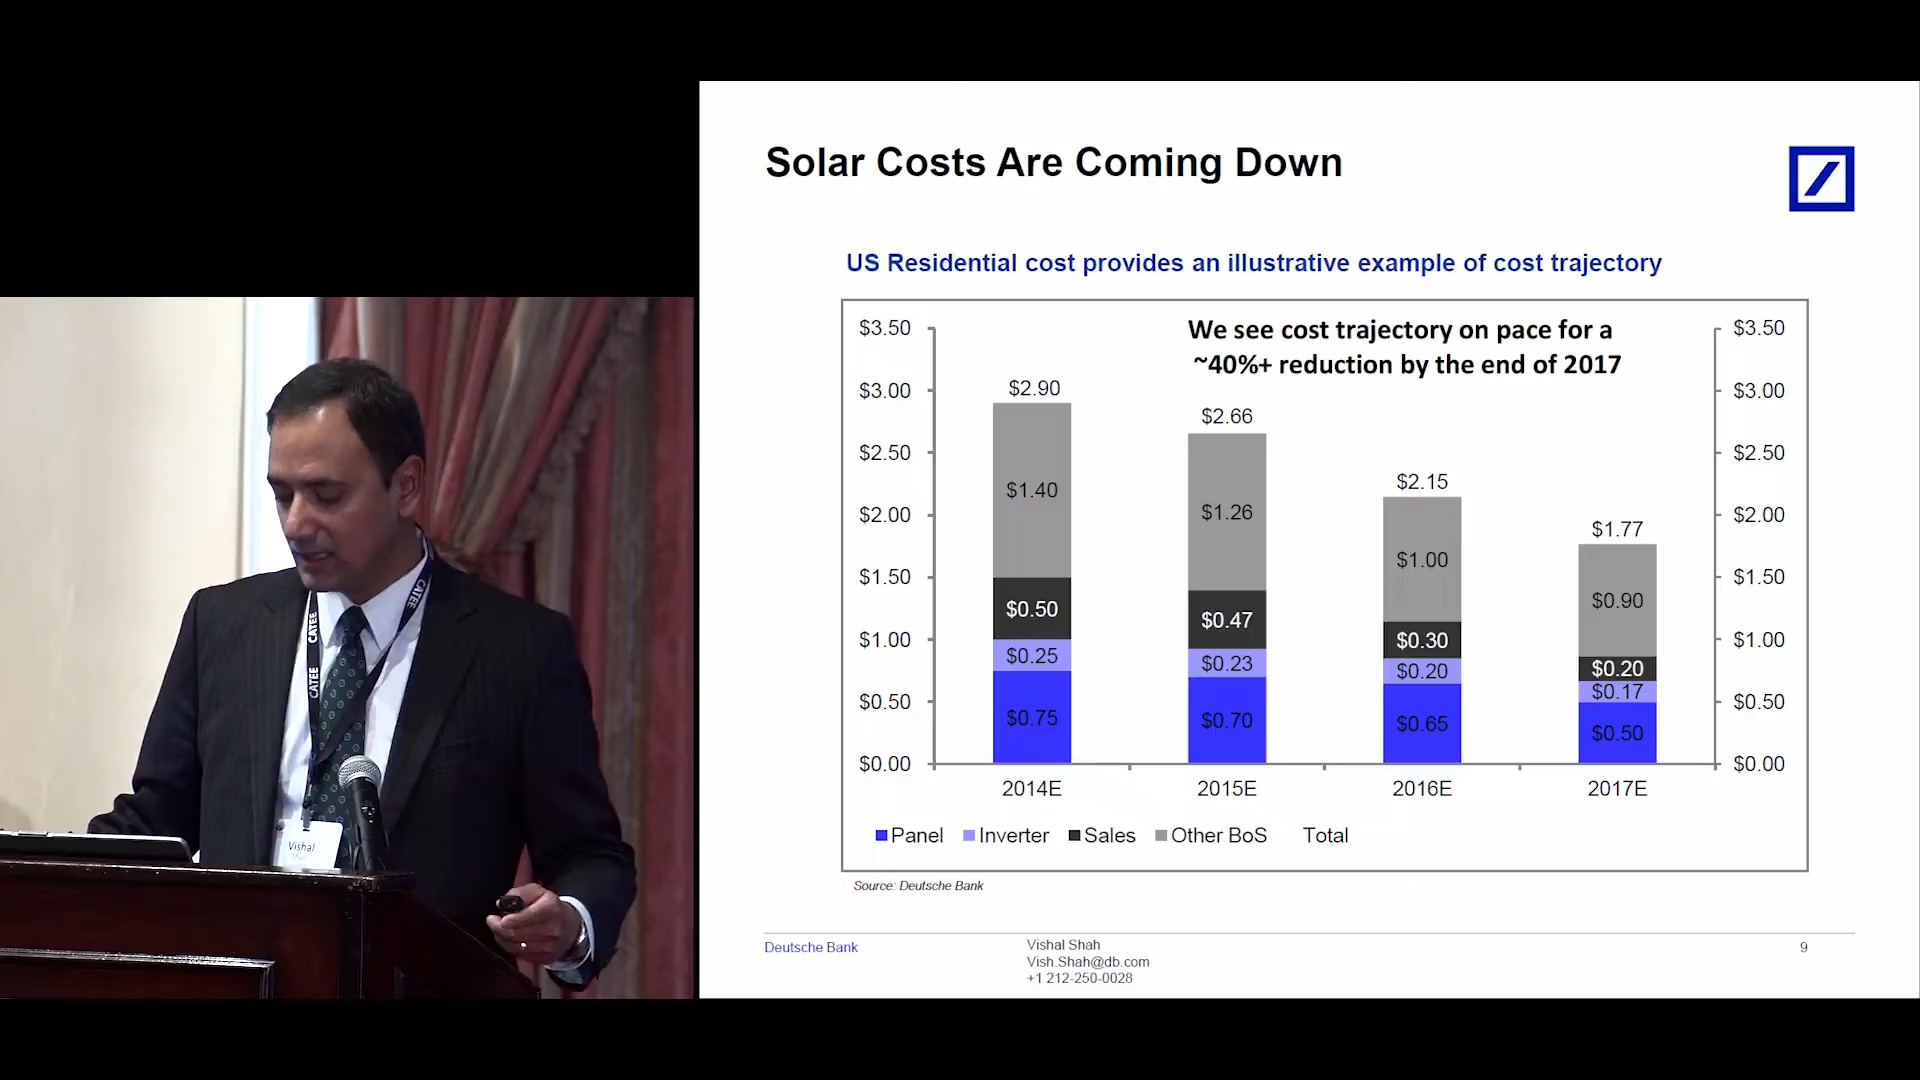 Solar Costs Are Coming Down
US Residential cost provides an illustrative example of cost trajectory
We see cost trajectory on pace for a
~40%+ reduction by the end of 2017
$3.50
$3.00
$2.50
$2.00
$1.50
$1.00
$0.50
$0.00
$2.90
$1.40
$0.50
$0.25
$0.75
$2.66
$1.26
$0.47
$0.23
$0.70
$2.15
$1.00
$0.30
$0.20
$0.65
$1.77
$0.90
$0.20
$0.17
$0.50
$3.50
$3.00
$2.50
$2.00
$1.50
$1.00
$0.50
$0.00
2014E 2015E 2016E 2017E
Panel Inverter Sales Other BoS Total
Source: Deutsche Bank
Deutsche Bank
Vishal Shah
Vish.Shah@db.com
+1 212-250-0028
9
CATEE
CATEE
CATEE
Vishal